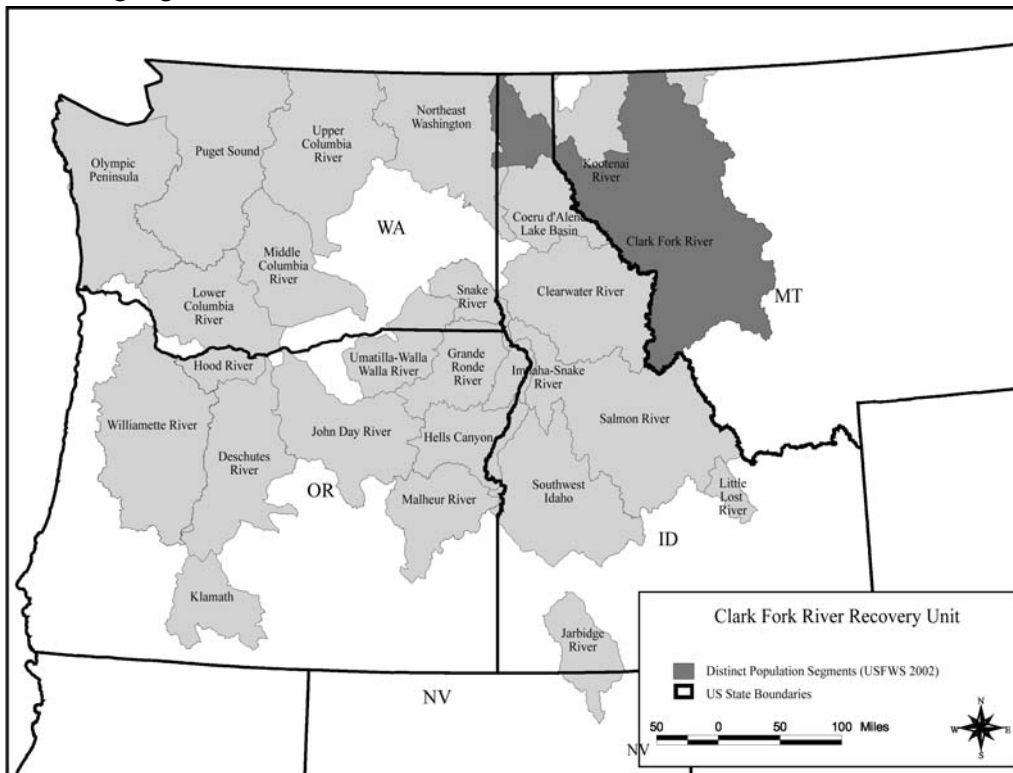 Northeast
Washington
Upper
Columbia
River
Puget Sound
Olympic
Peninsula
Kootenai
River
WA
Coeru d'Alene
Lake Basin
Clark Fork River
Middle
Columbia
River
Snake
River
Clearwater River
MT
Lower
Columbia
River
Hood River
Umatilla-Walla
Walla River
Grande
Ronde
River
Imnaha-Snake
River
Salmon River
Williamette River
John Day River
Hells Canyon
Deschutes
River
OR
Malheur River
Southwest
Idaho
Little
Lost
River
ID
Klamath
Jarbidge
River
NV
Clark Fork River Recovery Unit
Distinct Population Segments (USFWS 2002)
US State Boundaries
50 0 50 100 Miles
N
W E
S
NV